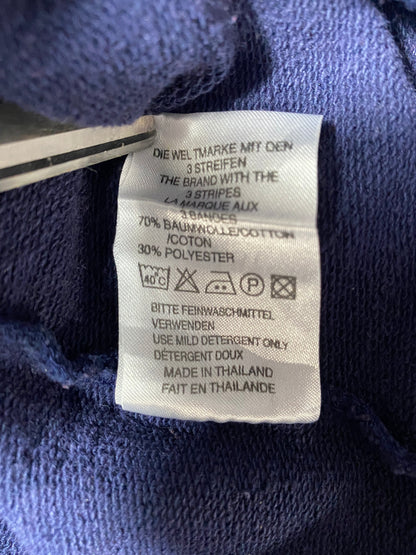 DIE WELTMARKE MIT DEN
3 STREIFEN
THE BRAND WITH THE
3 STRIPES
LA MARQUE AUX
3 BANDES
70% BAUMWOLLE/COTTON
/COTON
30% POLYESTER
40°C P
BITTE FEINWASCHMITTEL
VERWENDEN
USE MILD DETERGENT ONLY
DÉTERGENT DOUX
MADE IN THAILAND
FAIT EN THAILANDE